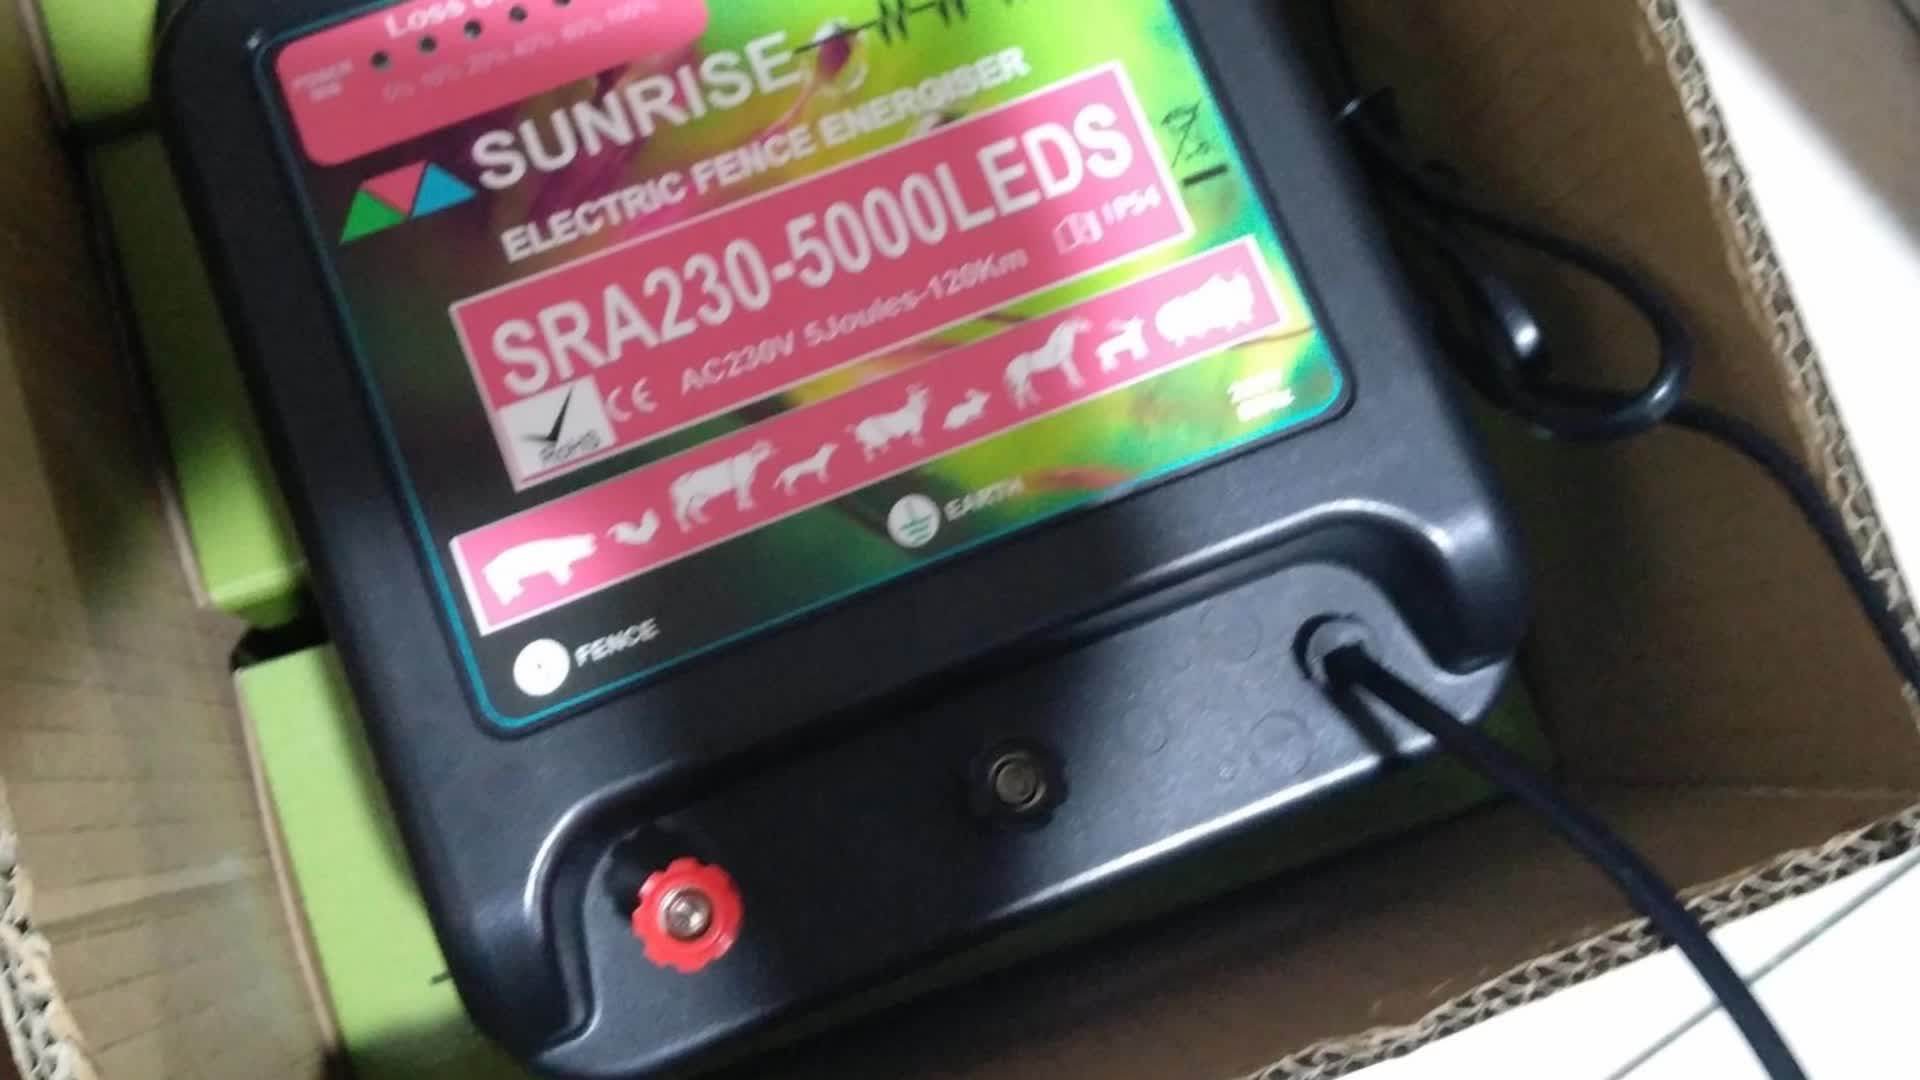 Loss
SUNRISE
ELECTRIC FENCE ENERGISER
SRA230-5000LEDS
CE AC230V 5Joules-120Km IP54
RoHS
EARTH
FENCE